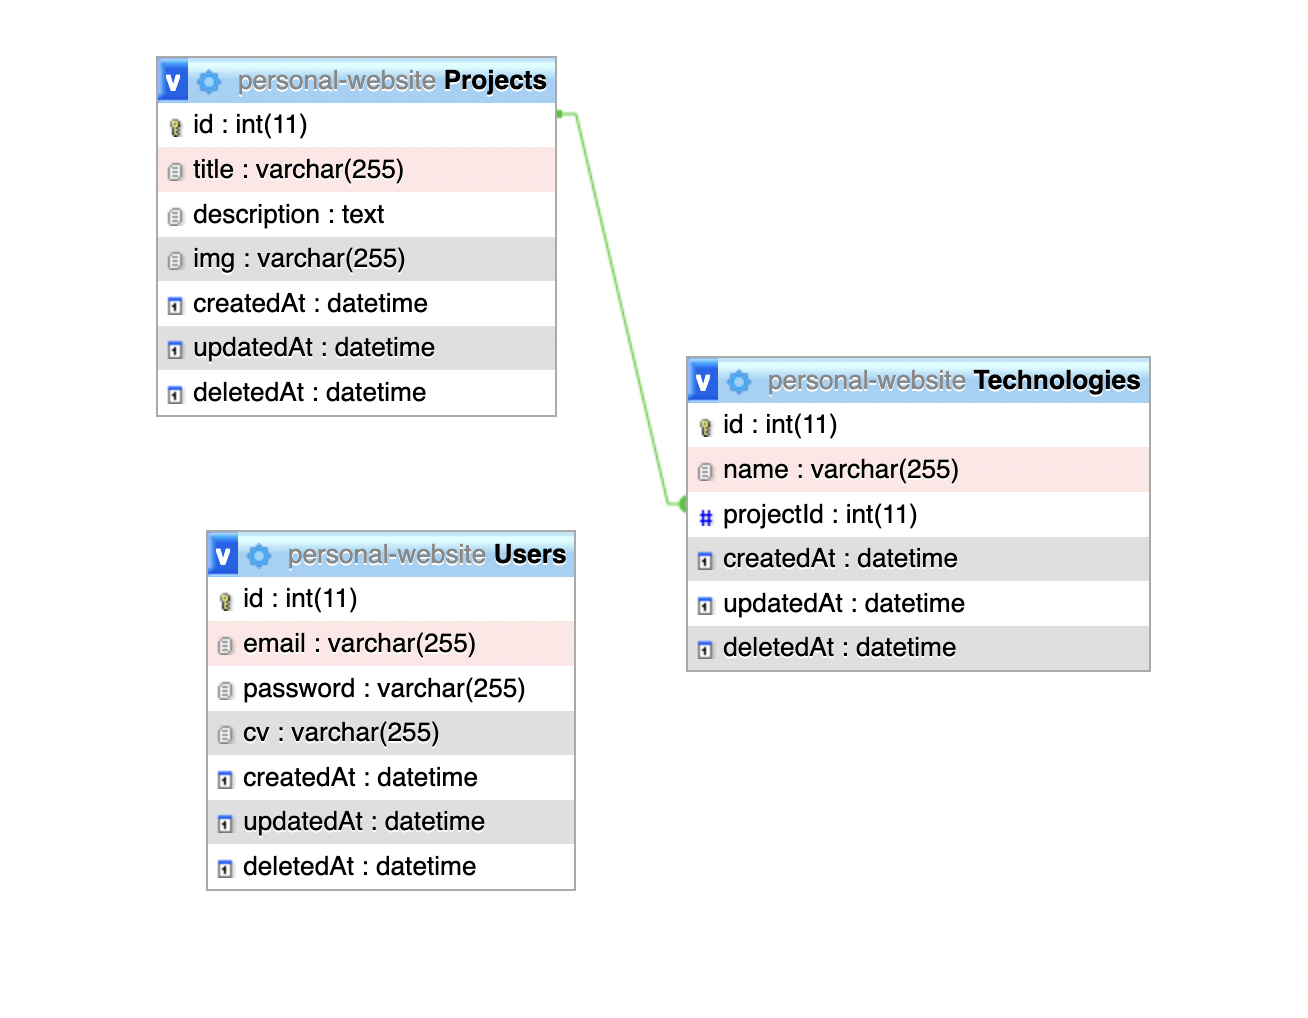 v personal-website Projects
id : int(11)
title : varchar(255)
description : text
img : varchar(255)
createdAt : datetime
updatedAt : datetime
deletedAt : datetime
v personal-website Technologies
id : int(11)
name : varchar(255)
# projectId : int(11)
createdAt : datetime
updatedAt : datetime
deletedAt : datetime
v personal-website Users
id : int(11)
email : varchar(255)
password : varchar(255)
cv : varchar(255)
createdAt : datetime
updatedAt : datetime
deletedAt : datetime